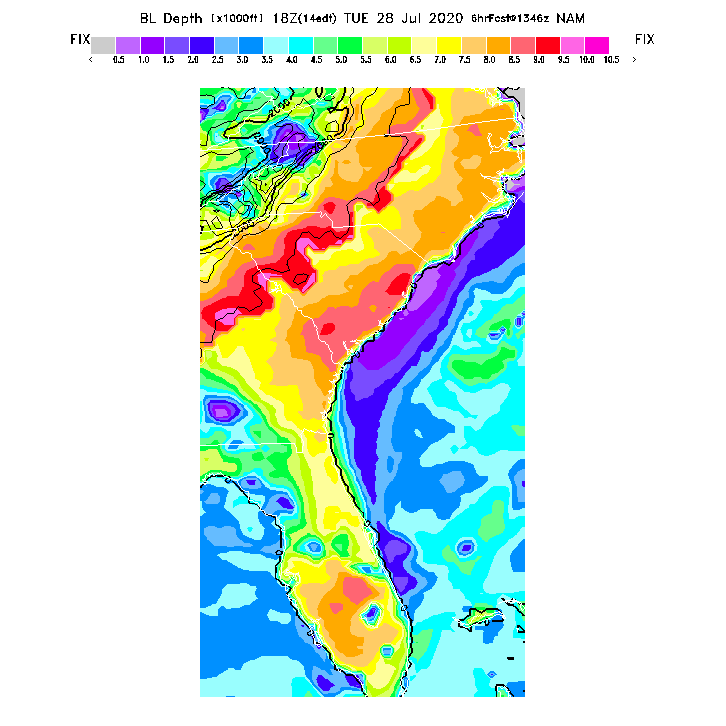 BL Depth [x1000ft] 18Z(14edt) TUE 28 Jul 2020 6hrFcst@1346z NAM
FIX FIX
< 0.5 1.0 1.5 2.0 2.5 3.0 3.5 4.0 4.5 5.0 5.5 6.0 6.5 7.0 7.5 8.0 8.5 9.0 9.5 10.0 10.5 >
2000